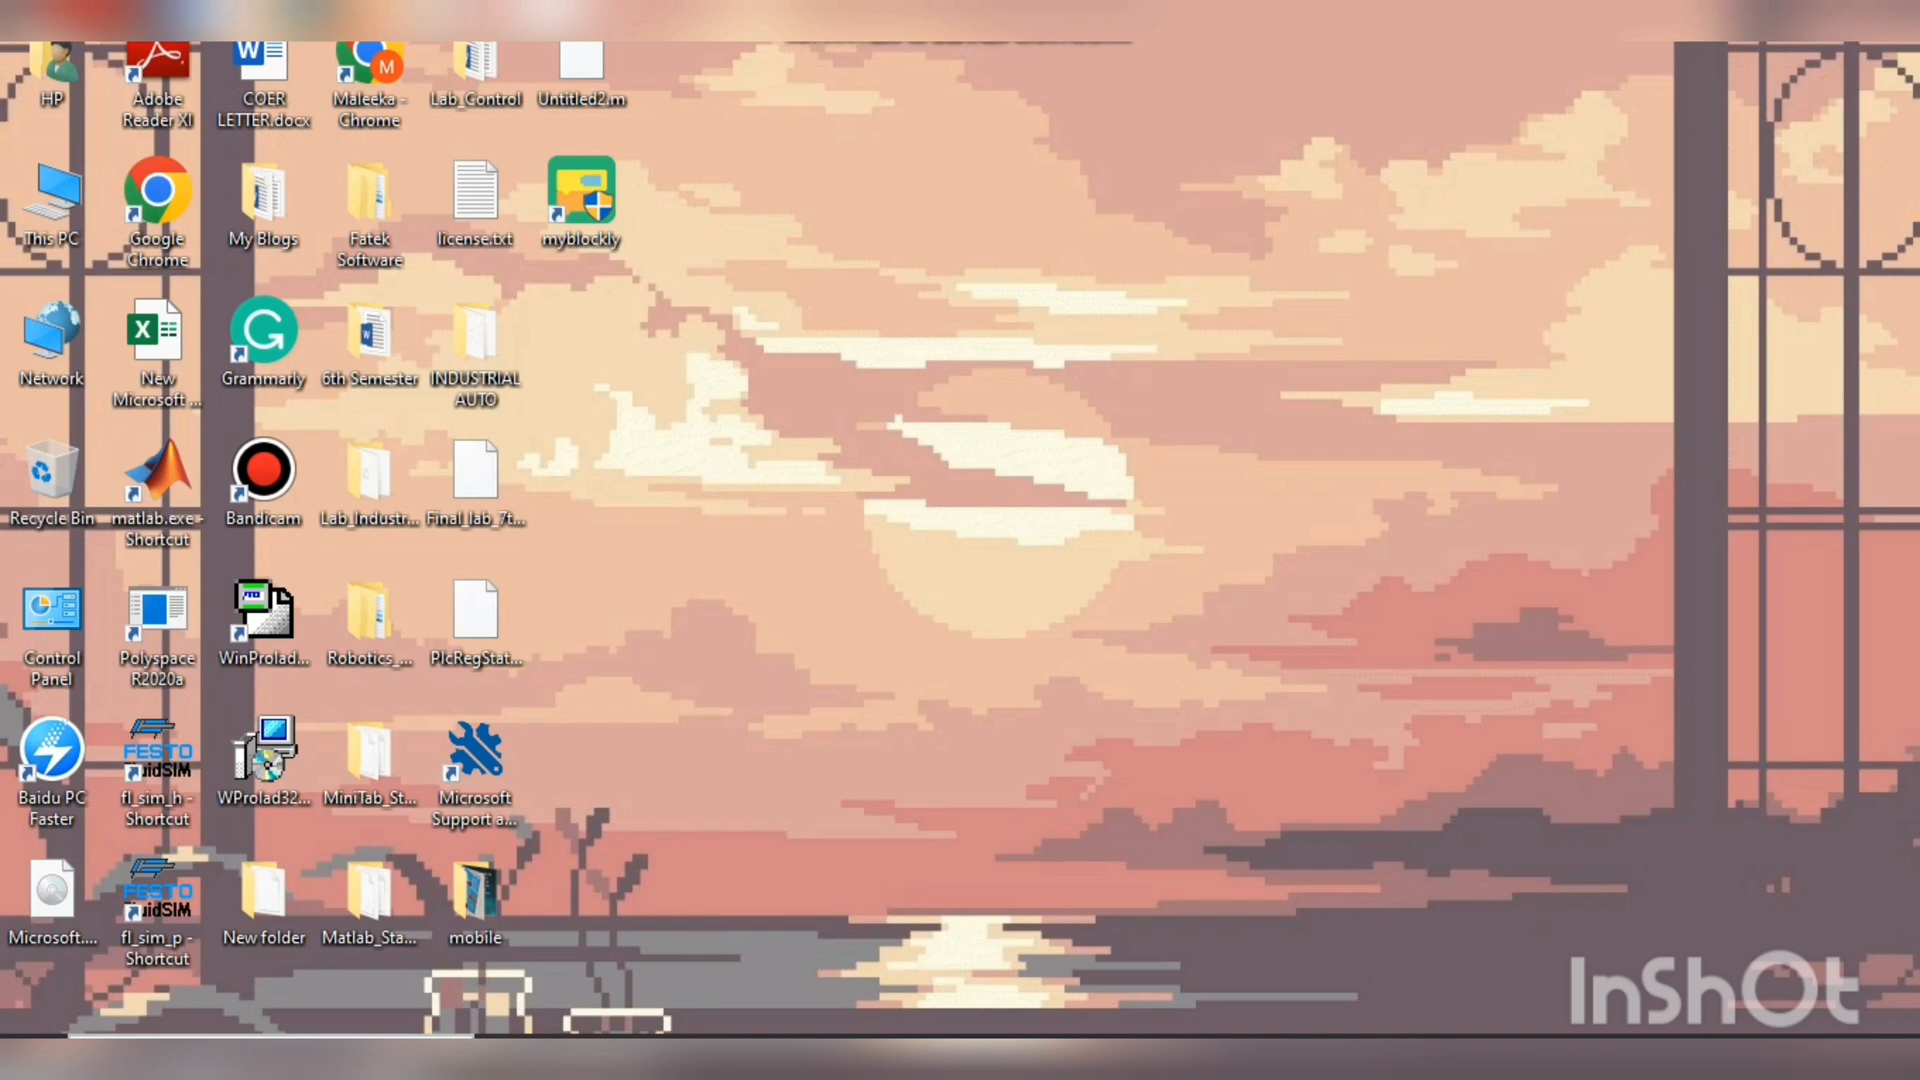 HP
Adobe
Reader XI
COER
LETTER.docx
M
Maleeka -
Chrome
Lab_Control
Untitled2.m
This PC
Google
Chrome
My Blogs
Fatek
Software
license.txt
myblockly
Network
New
Microsoft ...
Grammarly
6th Semester
INDUSTRIAL
AUTO
Recycle Bin
matlab.exe -
Shortcut
Bandicam
Lab_Industr...
Final_lab_7t...
Control
Panel
Polyspace
R2020a
WinProlad...
Robotics_...
PlcRegStat...
Baidu PC
Faster
FESTO
fl_sim_h -
Shortcut
WProlad32...
MiniTab_St...
Microsoft
Support a...
Microsoft....
FESTO
fl_sim_p -
Shortcut
New folder
Matlab_Sta...
mobile
InShOt